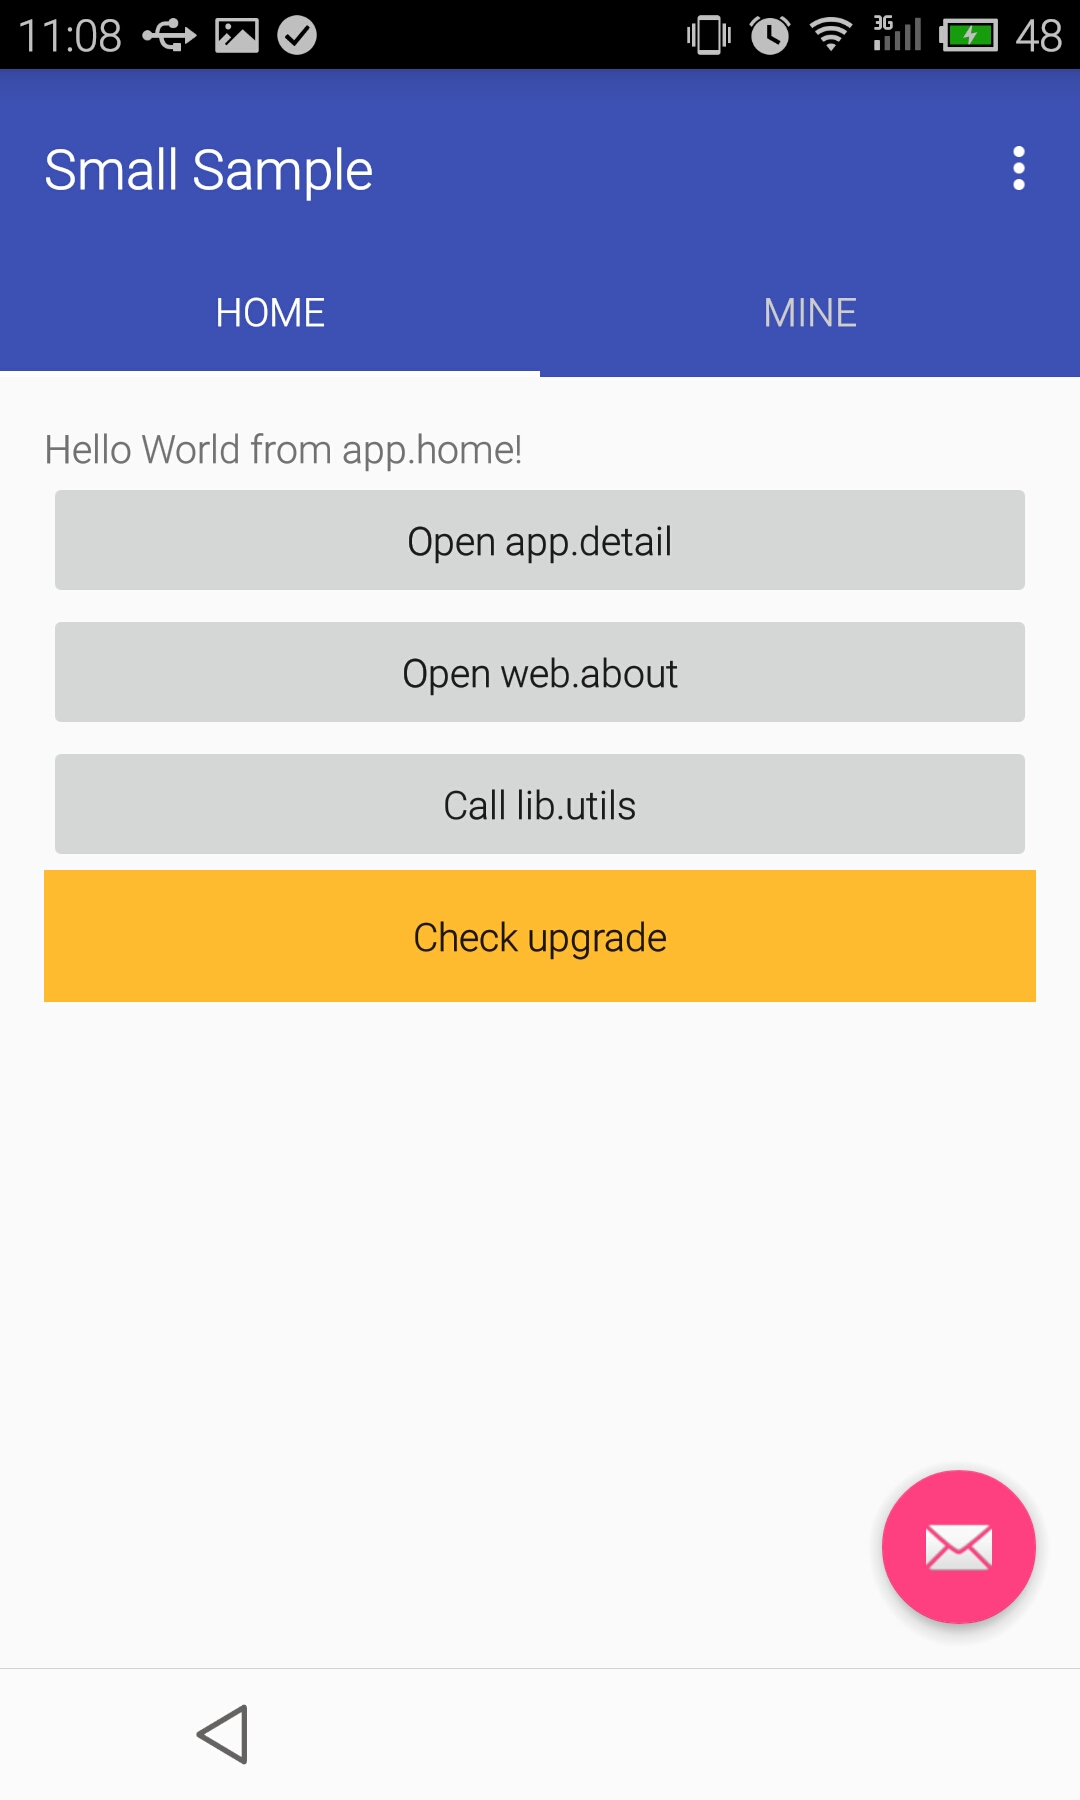 11:08 3G 48
Small Sample
HOME MINE
Hello World from app.home!
Open app.detail
Open web.about
Call lib.utils
Check upgrade